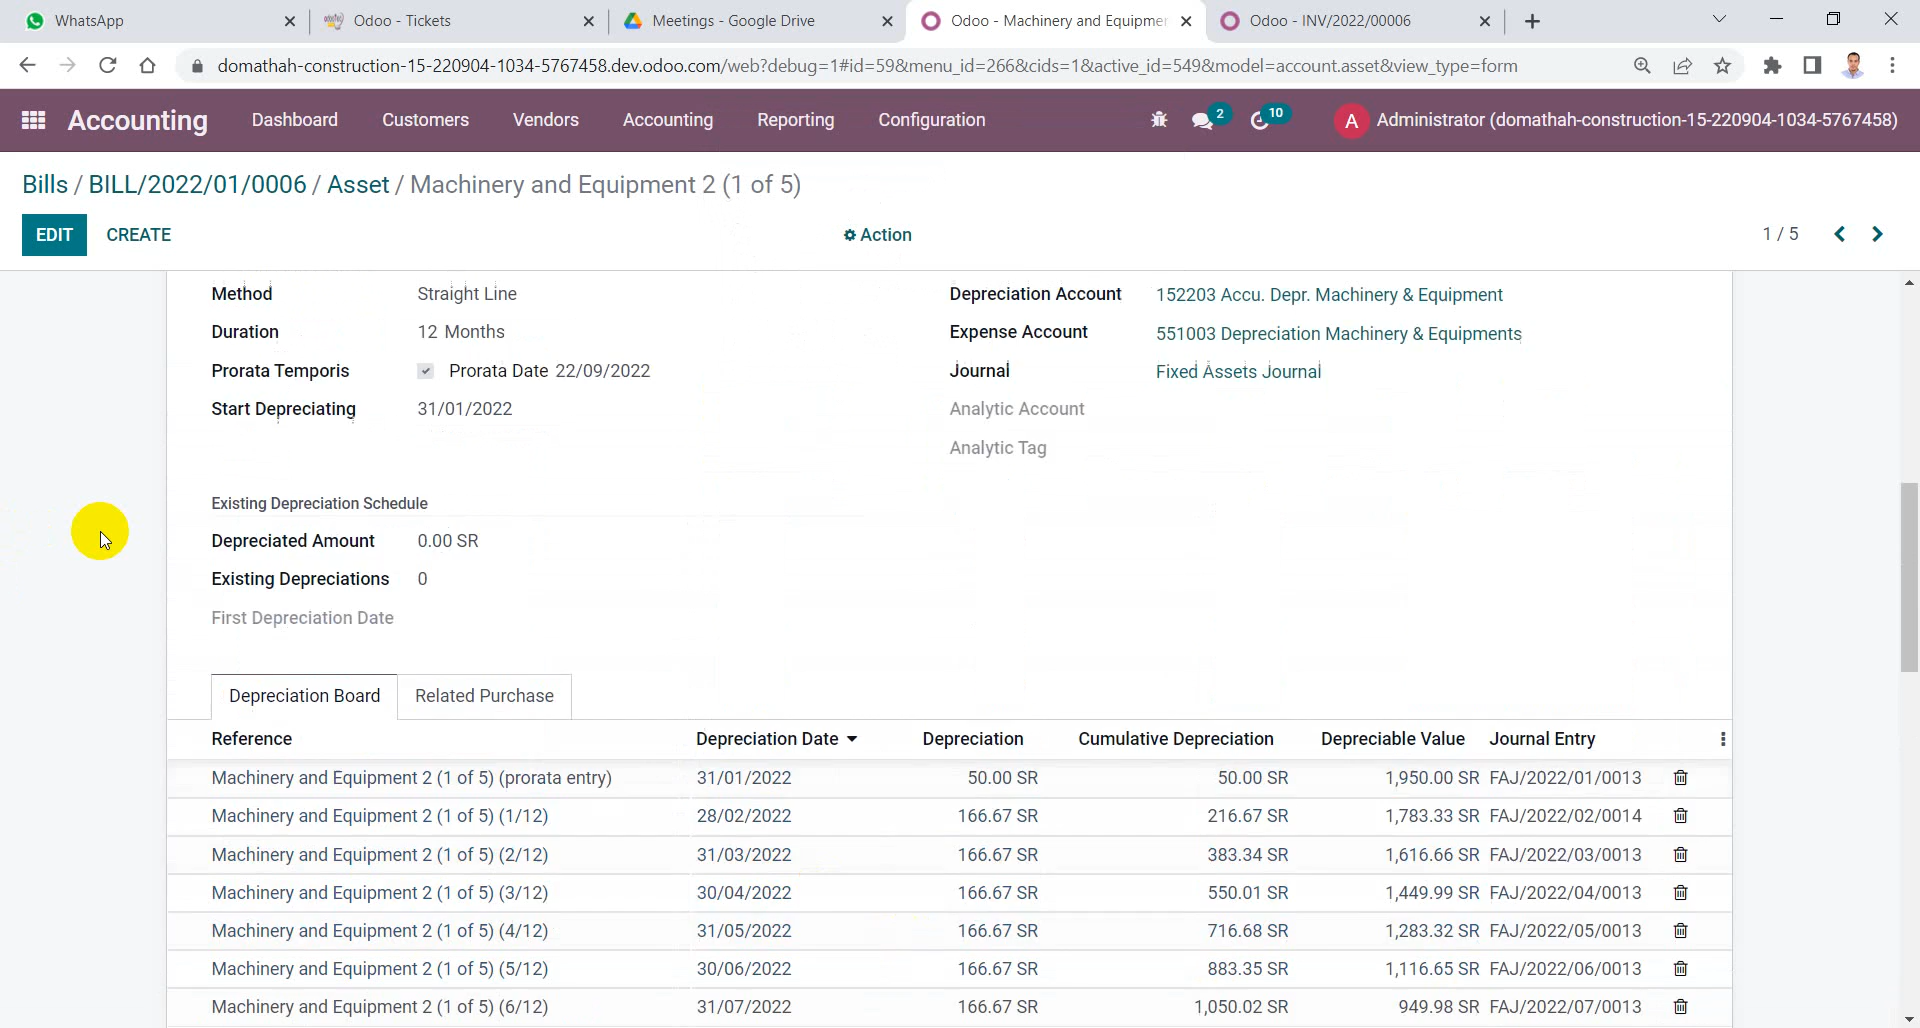 WhatsApp
Odoo - Tickets
Meetings - Google Drive
Odoo - Machinery and Equipmen
Odoo - INV/2022/00006
domathah-construction-15-220904-1034-5767458.dev.odoo.com/web?debug=1#id=59&menu_id=266&cids=1&active_id=549&model=account.asset&view_type=form
Accounting Dashboard Customers Vendors Accounting Reporting Configuration 2 10 A Administrator (domathah-construction-15-220904-1034-5767458)
Bills / BILL/2022/01/0006 / Asset / Machinery and Equipment 2 (1 of 5)
EDIT CREATE Action 1 / 5
Method Straight Line
Duration 12 Months
Prorata Temporis Prorata Date 22/09/2022
Start Depreciating 31/01/2022
Depreciation Account 152203 Accu. Depr. Machinery & Equipment
Expense Account 551003 Depreciation Machinery & Equipments
Journal Fixed Assets Journal
Analytic Account
Analytic Tag
Existing Depreciation Schedule
Depreciated Amount 0.00 SR
Existing Depreciations 0
First Depreciation Date
Depreciation Board Related Purchase
Reference Depreciation Date Depreciation Cumulative Depreciation Depreciable Value Journal Entry
Machinery and Equipment 2 (1 of 5) (prorata entry) 31/01/2022 50.00 SR 50.00 SR 1,950.00 SR FAJ/2022/01/0013
Machinery and Equipment 2 (1 of 5) (1/12) 28/02/2022 166.67 SR 216.67 SR 1,783.33 SR FAJ/2022/02/0014
Machinery and Equipment 2 (1 of 5) (2/12) 31/03/2022 166.67 SR 383.34 SR 1,616.66 SR FAJ/2022/03/0013
Machinery and Equipment 2 (1 of 5) (3/12) 30/04/2022 166.67 SR 550.01 SR 1,449.99 SR FAJ/2022/04/0013
Machinery and Equipment 2 (1 of 5) (4/12) 31/05/2022 166.67 SR 716.68 SR 1,283.32 SR FAJ/2022/05/0013
Machinery and Equipment 2 (1 of 5) (5/12) 30/06/2022 166.67 SR 883.35 SR 1,116.65 SR FAJ/2022/06/0013
Machinery and Equipment 2 (1 of 5) (6/12) 31/07/2022 166.67 SR 1,050.02 SR 949.98 SR FAJ/2022/07/0013